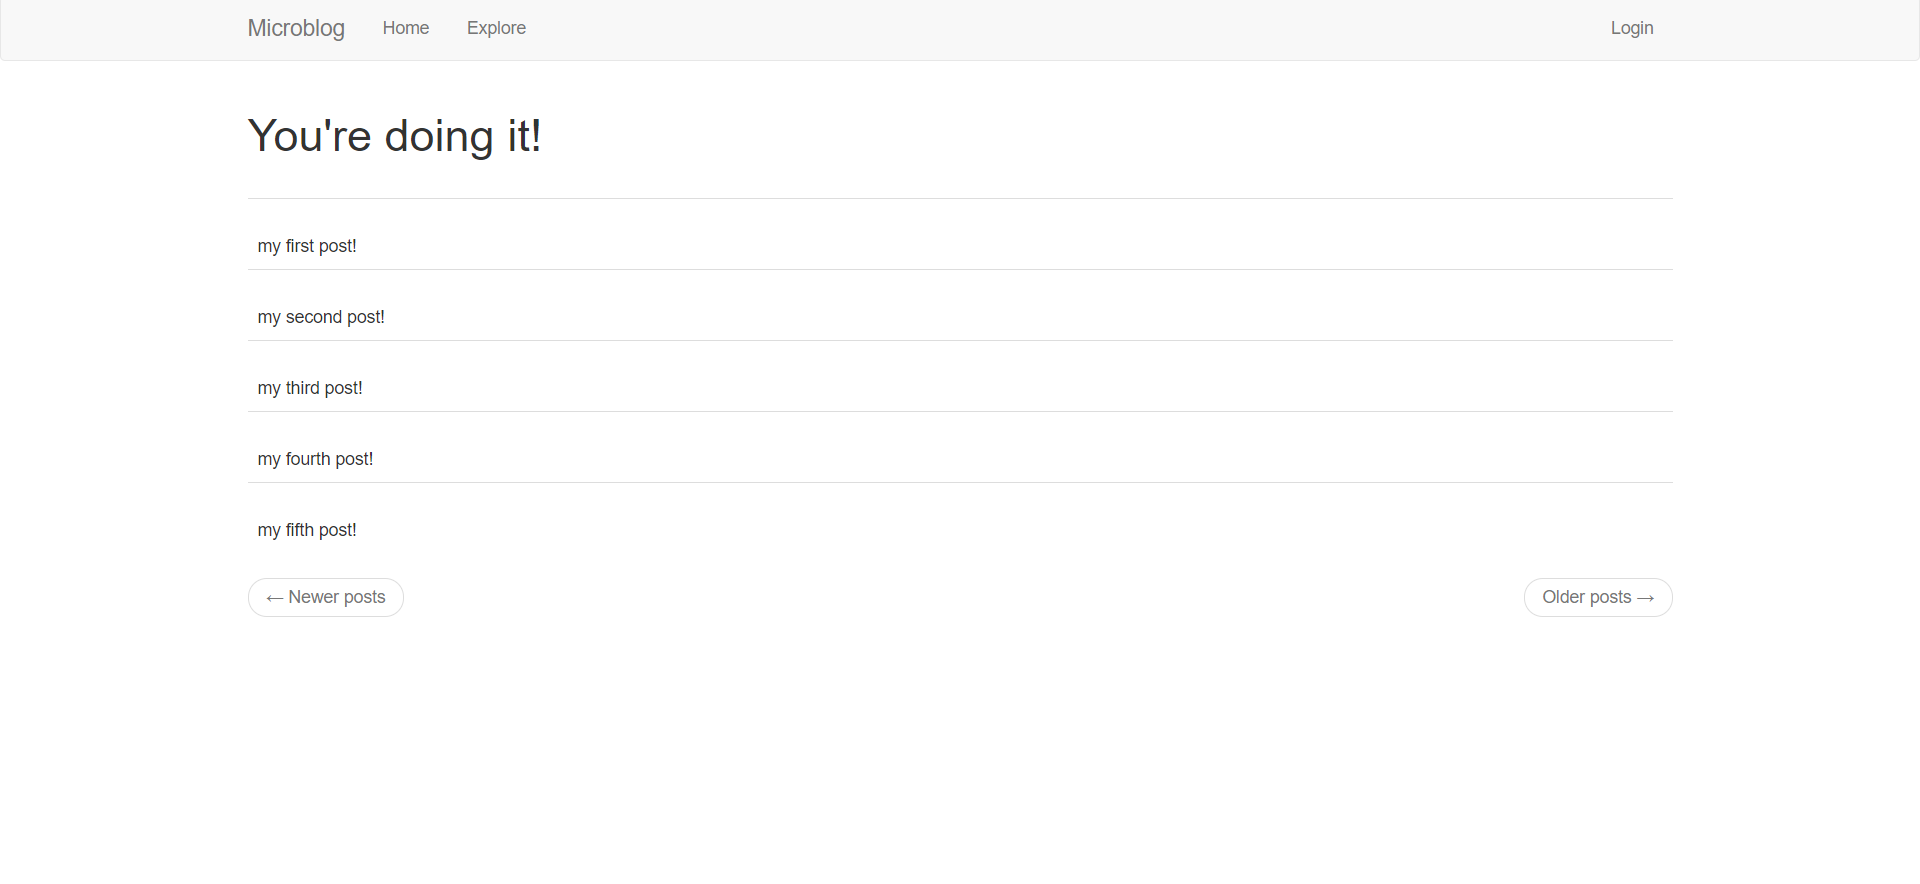 Microblog Home Explore Login
You're doing it!
my first post!
my second post!
my third post!
my fourth post!
my fifth post!
← Newer posts Older posts →